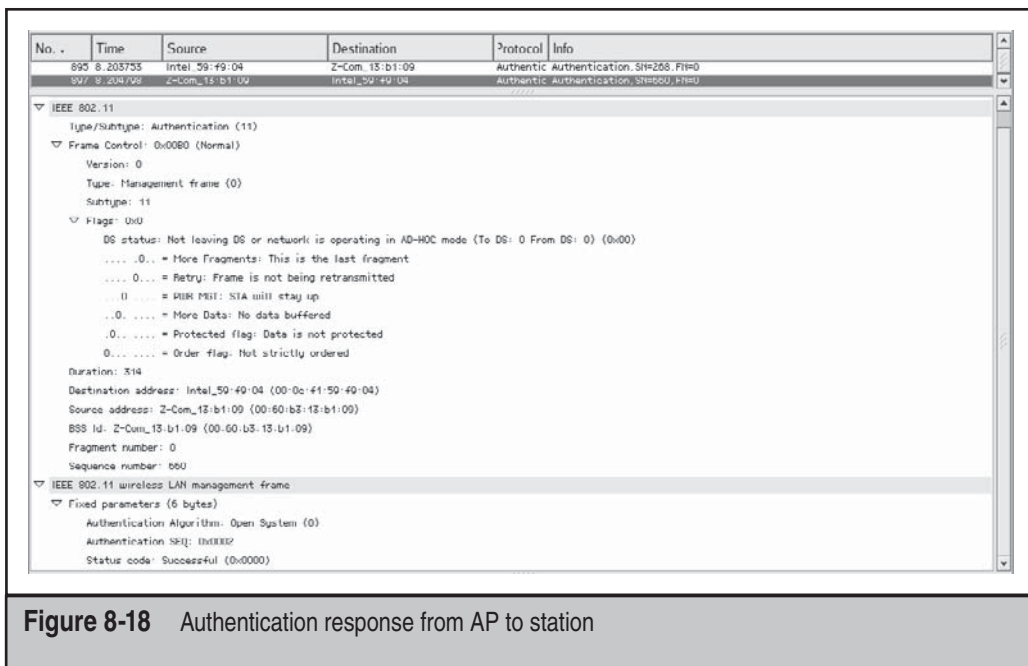 No. Time Source Destination Protocol Info
895 8.203753 Intel_59:f9:04 Z-Com_13:b1:09 Authentic Authentication,SN=268,FN=0
897 8.204798 Z-Com_13:b1:09 Intel_59:f9:04 Authentic Authentication,SN=660,FN=0
IEEE 802.11
Type/Subtype: Authentication (11)
Frame Control: 0x00B0 (Normal)
Version: 0
Type: Management frame (0)
Subtype: 11
Flags: 0x0
DS status: Not leaving DS or network is operating in AD-HOC mode (To DS: 0 From DS: 0) (0x00)
.... .0.. = More Fragments: This is the last fragment
.... 0... = Retry: Frame is not being retransmitted
...0 .... = PWR MGT: STA will stay up
..0. .... = More Data: No data buffered
.0.. .... = Protected flag: Data is not protected
0... .... = Order flag: Not strictly ordered
Duration: 314
Destination address: Intel_59:f9:04 (00:0c:f1:59:f9:04)
Source address: Z-Com_13:b1:09 (00:60:b3:13:b1:09)
BSS Id: Z-Com_13:b1:09 (00:60:b3:13:b1:09)
Fragment number: 0
Sequence number: 660
IEEE 802.11 wireless LAN management frame
Fixed parameters (6 bytes)
Authentication Algorithm: Open System (0)
Authentication SEQ: 0x0002
Status code: Successful (0x0000)
Figure 8-18 Authentication response from AP to station